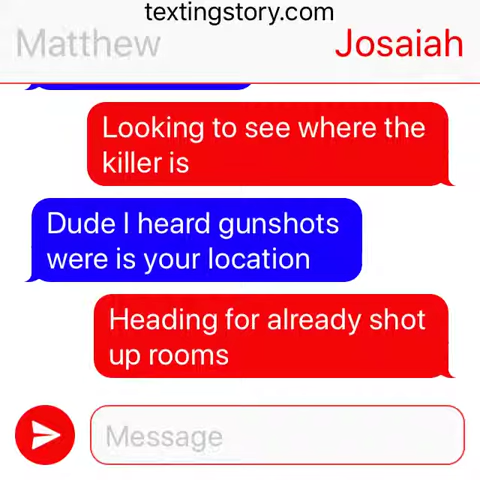 textingstory.com
Matthew
Josaiah
Looking to see where the
killer is
Dude I heard gunshots
were is your location
Heading for already shot
up rooms
Message